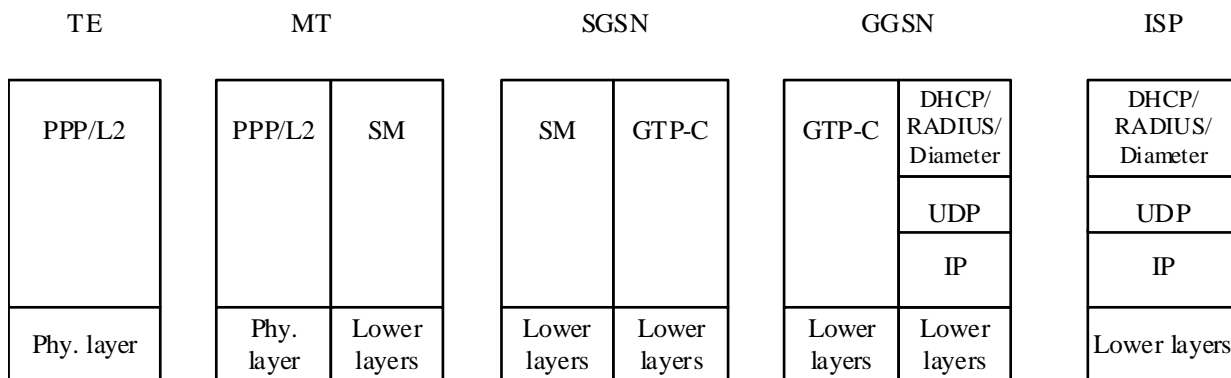 TE
MT
SGSN
GGSN
ISP
PPP/L2
Phy. layer
PPP/L2
SM
Phy.
layer
Lower
layers
SM
GTP-C
Lower
layers
Lower
layers
GTP-C
DHCP/
RADIUS/
Diameter
UDP
IP
Lower
layers
Lower
layers
DHCP/
RADIUS/
Diameter
UDP
IP
Lower layers